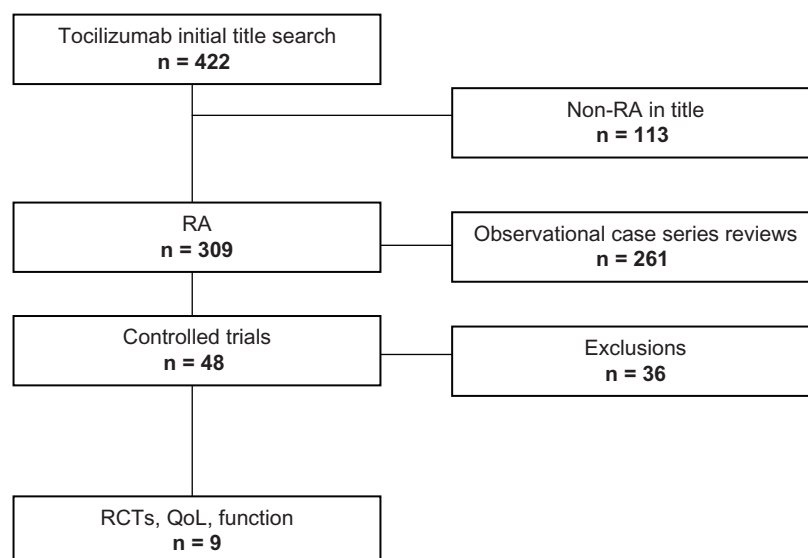 Tocilizumab initial title search
n = 422
Non-RA in title
n = 113
RA
n = 309
Observational case series reviews
n = 261
Controlled trials
n = 48
Exclusions
n = 36
RCTs, QoL, function
n = 9